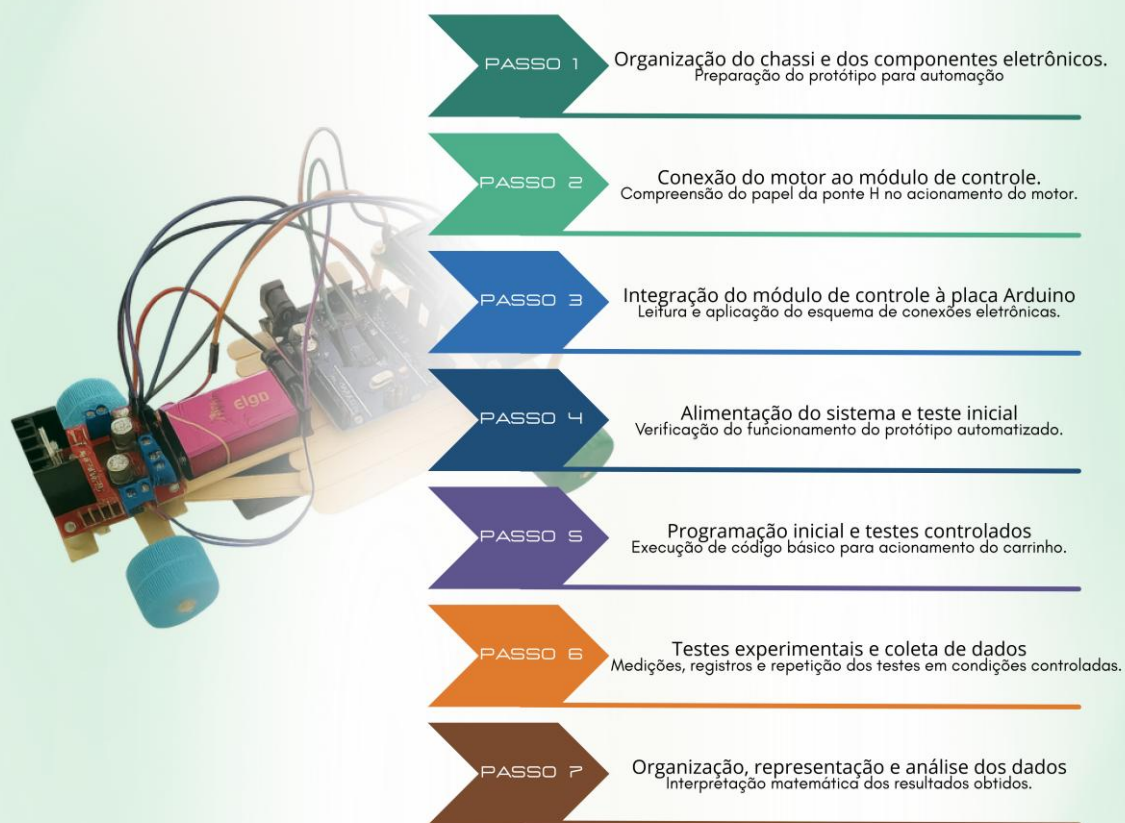 PASSO 1
Organização do chassi e dos componentes eletrônicos.
Preparação do protótipo para automação
PASSO 2
Conexão do motor ao módulo de controle.
Compreensão do papel da ponte H no acionamento do motor.
PASSO 3
Integração do módulo de controle à placa Arduino
Leitura e aplicação do esquema de conexões eletrônicas.
PASSO 4
Alimentação do sistema e teste inicial
Verificação do funcionamento do protótipo automatizado.
PASSO 5
Programação inicial e testes controlados
Execução de código básico para acionamento do carrinho.
PASSO 6
Testes experimentais e coleta de dados
Medições, registros e repetição dos testes em condições controladas.
PASSO 7
Organização, representação e análise dos dados
Interpretação matemática dos resultados obtidos.
Elgo